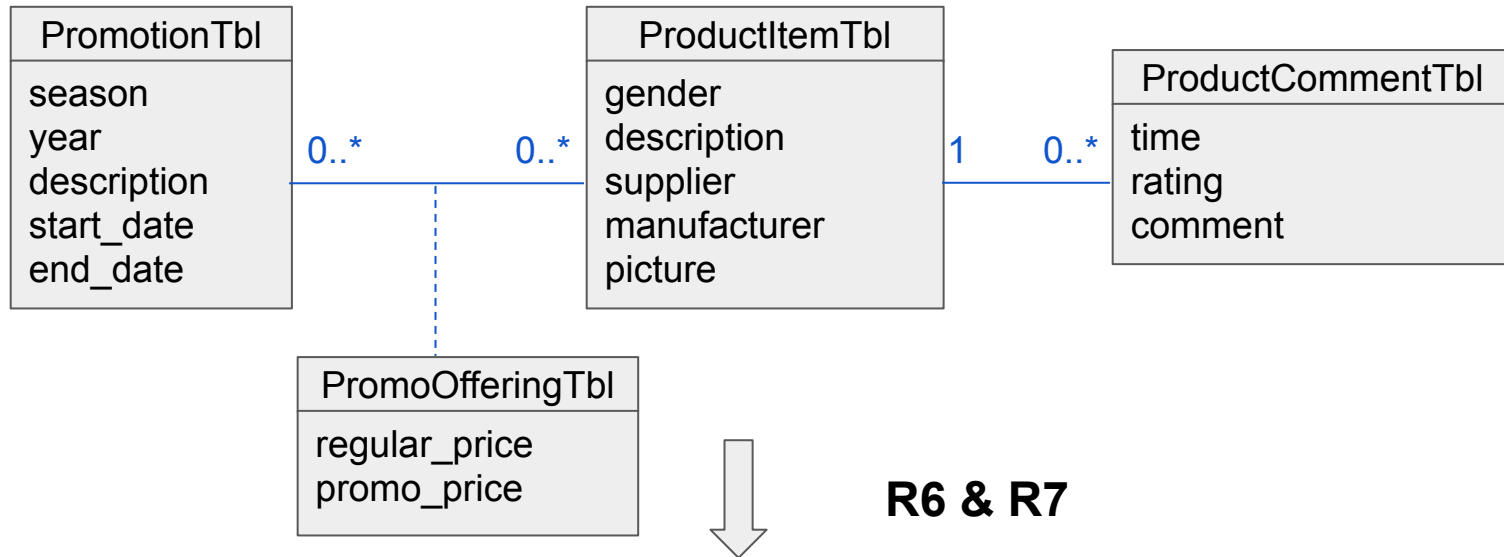 PromotionTbl
season
year
description
start_date
end_date
0..*
0..*
ProductItemTbl
gender
description
supplier
manufacturer
picture
1
0..*
ProductCommentTbl
time
rating
comment
PromoOfferingTbl
regular_price
promo_price
R6 & R7